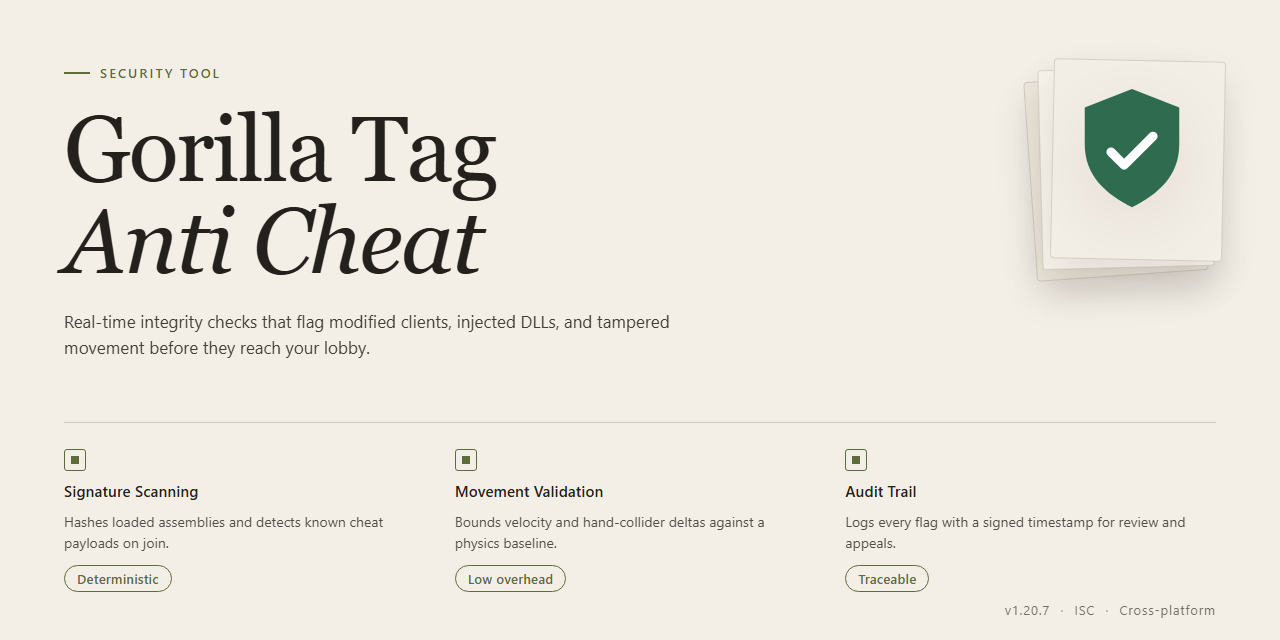 SECURITY TOOL
Gorilla Tag
Anti Cheat
Real-time integrity checks that flag modified clients, injected DLLs, and tampered
movement before they reach your lobby.
Signature Scanning
Hashes loaded assemblies and detects known cheat
payloads on join.
Deterministic
Movement Validation
Bounds velocity and hand-collider deltas against a
physics baseline.
Low overhead
Audit Trail
Logs every flag with a signed timestamp for review and
appeals.
Traceable
v1.20.7 · ISC · Cross-platform